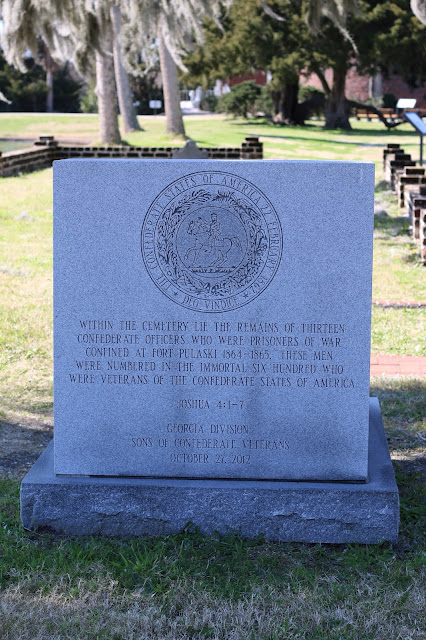 THE CONFEDERATE STATES OF AMERICA: 22 FEBRUARY 1862
DEO VINDICE
WITHIN THE CEMETERY LIE THE REMAINS OF THIRTEEN
CONFEDERATE OFFICERS WHO WERE PRISONERS OF WAR
CONFINED AT FORT PULASKI 1864-1865. THESE MEN
WERE NUMBERED IN THE IMMORTAL SIX HUNDRED WHO
WERE VETERANS OF THE CONFEDERATE STATES OF AMERICA
JOSHUA 4:1-7
GEORGIA DIVISION
SONS OF CONFEDERATE VETERANS
OCTOBER 27, 2012